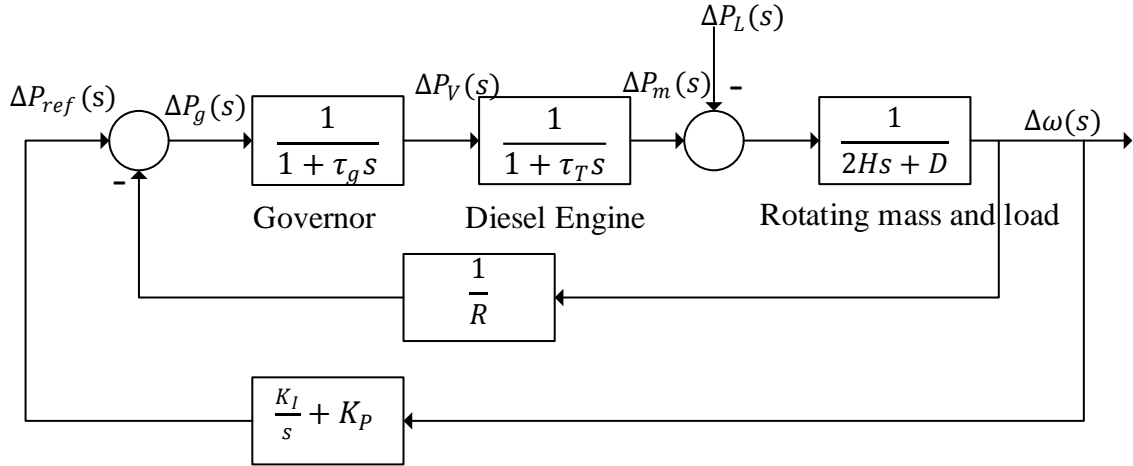 ΔP_L(s)
ΔP_ref(s)
ΔP_g(s)
ΔP_V(s)
ΔP_m(s)
-
1
1 + τ_g s
1
1 + τ_T s
1
2Hs + D
Δω(s)
-
Governor
Diesel Engine
Rotating mass and load
1
R
K_I
s
+ K_P